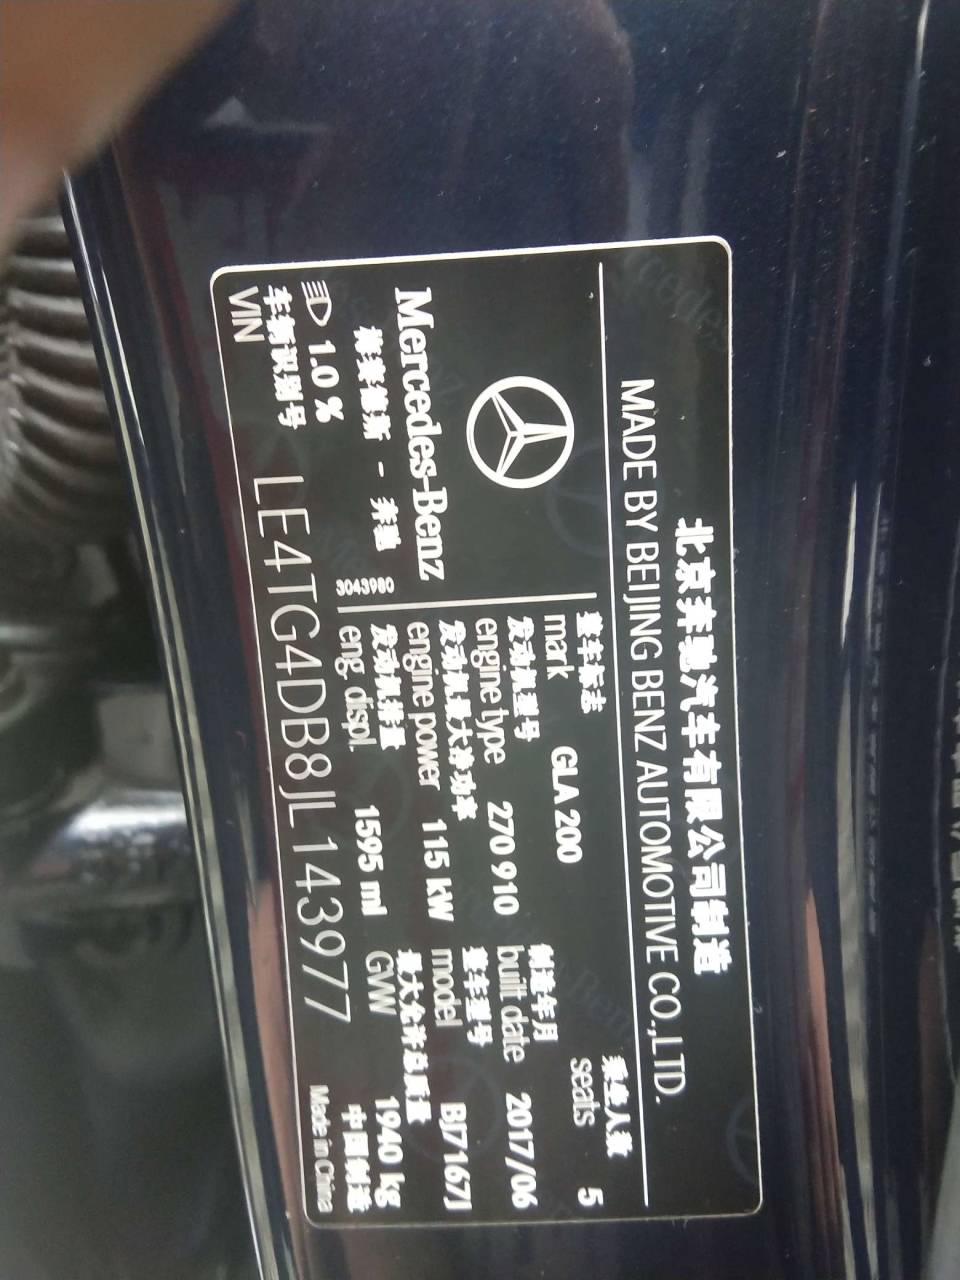 北京奔驰汽车有限公司制造
MADE BY BEIJING BENZ AUTOMOTIVE CO.,LTD.
Mercedes-Benz
梅赛德斯 - 奔驰
3043980
整车标志
mark GLA 200
乘坐人数
seats 5
发动机型号
engine type 270 910
制造年月
built date 2017/06
发动机最大净功率
engine power 115 kW
整车型号
model BJ7167J
发动机排量
eng. displ. 1595 ml
最大允许总质量
GVW 1940 kg
1.0 %
车辆识别号
VIN LE4TG4DB8JL143977
中国制造
Made in China